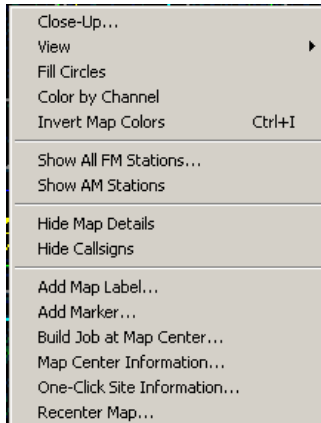 Close-Up...
View
Fill Circles
Color by Channel
Invert Map Colors Ctrl+I
Show All FM Stations...
Show AM Stations
Hide Map Details
Hide Callsigns
Add Map Label...
Add Marker...
Build Job at Map Center...
Map Center Information...
One-Click Site Information...
Recenter Map...